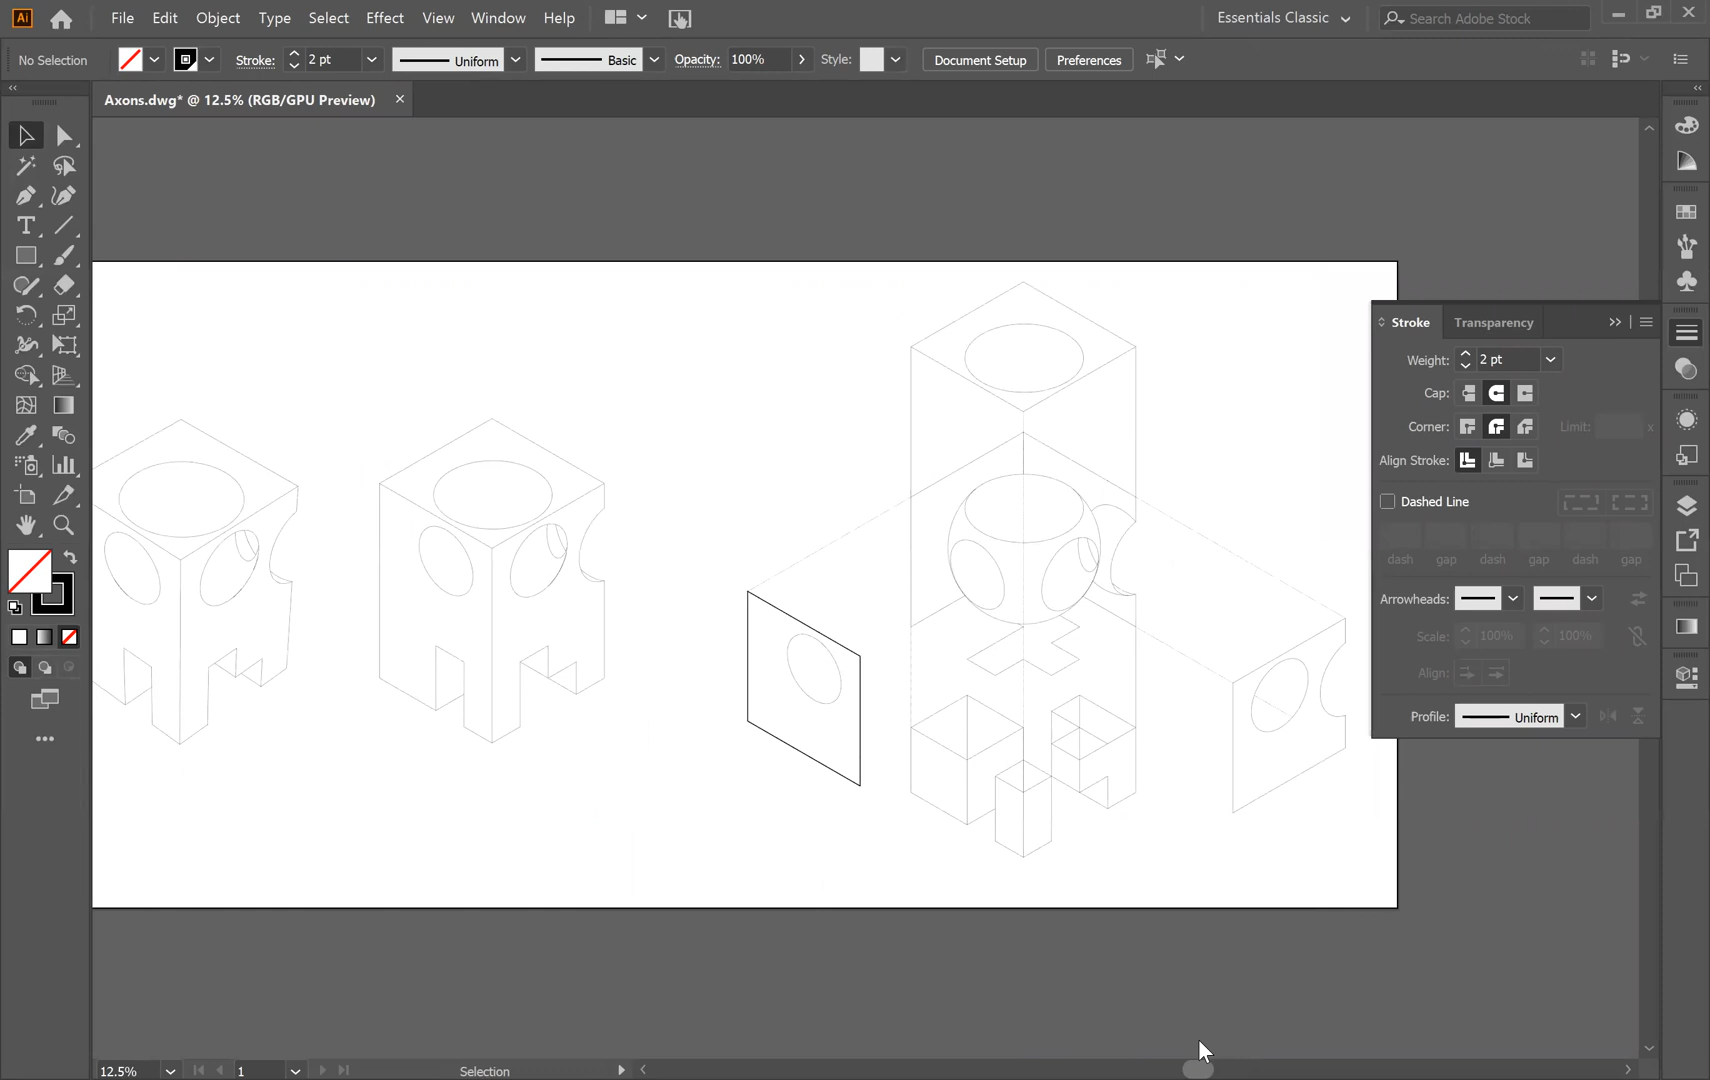 Ai File Edit Object Type Select Effect View Window Help Essentials Classic Search Adobe Stock
No Selection Stroke: 2 pt Uniform Basic Opacity: 100% Style: Document Setup Preferences
Axons.dwg* @ 12.5% (RGB/GPU Preview) ×
Stroke Transparency
Weight: 2 pt
Cap:
Corner: Limit: x
Align Stroke:
Dashed Line
dash gap dash gap dash gap
Arrowheads:
Scale: 100% 100%
Align:
Profile: Uniform
12.5% 1 Selection